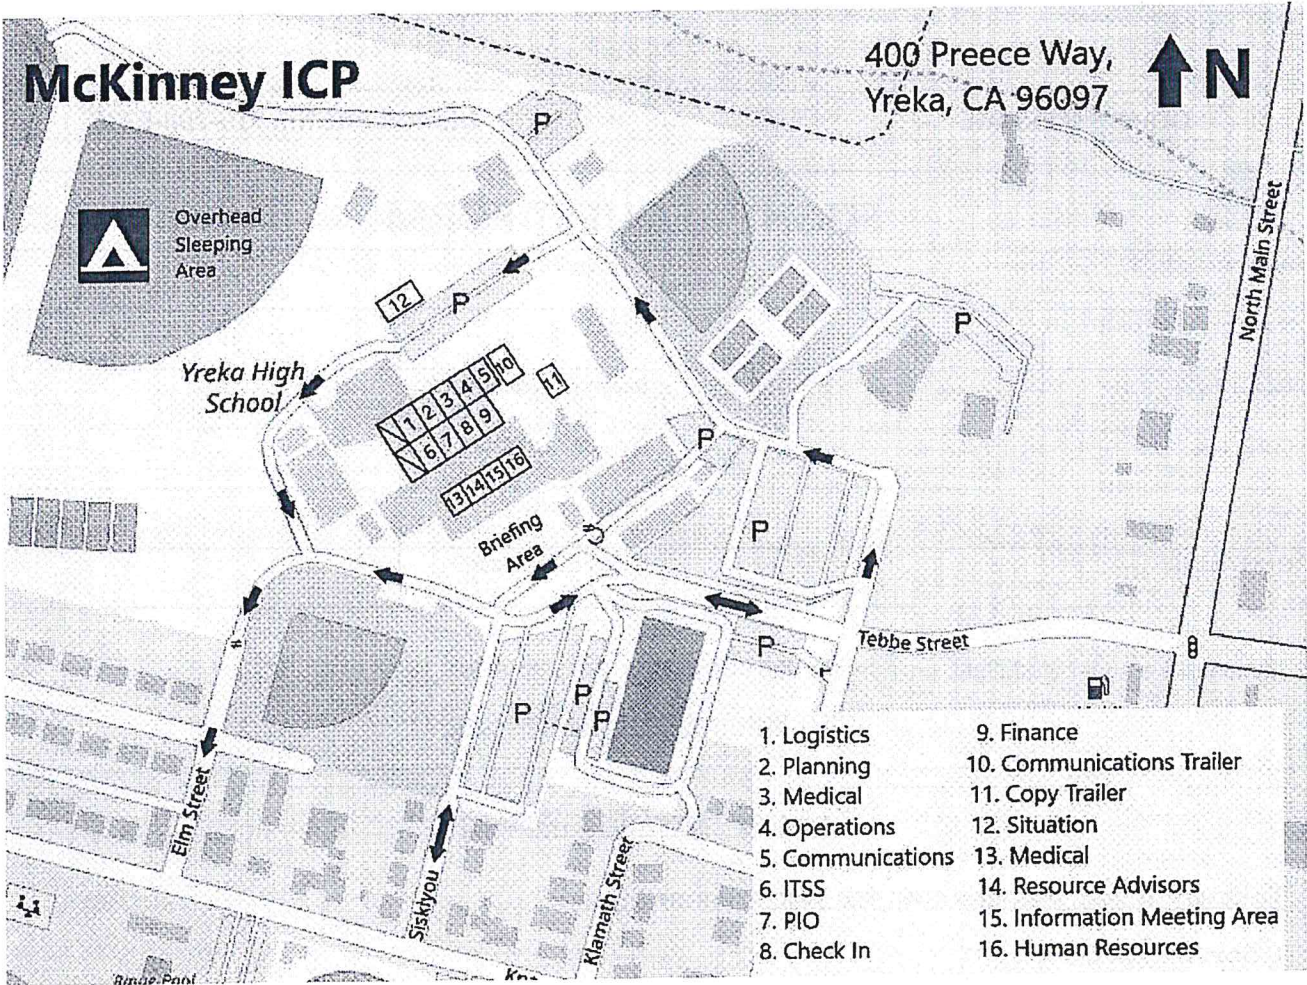 McKinney ICP
400 Preece Way,
Yreka, CA 96097
N
P
Overhead
Sleeping
Area
North Main Street
12
P
P
Yreka High
School
1 2 3 4 5 10
11
6 7 8 9
P
13 14 15 16
Briefing
Area
P
Tebbe Street
P
P
P
P
Elm Street
Siskiyou
Klamath Street
1. Logistics
2. Planning
3. Medical
4. Operations
5. Communications
6. ITSS
7. PIO
8. Check In
9. Finance
10. Communications Trailer
11. Copy Trailer
12. Situation
13. Medical
14. Resource Advisors
15. Information Meeting Area
16. Human Resources